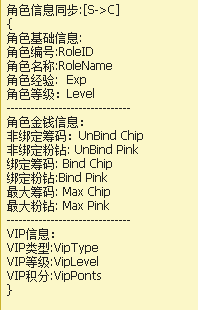 角色信息同步:[S->C]
{
角色基础信息:
角色编号:RoleID
角色名称:RoleName
角色经验: Exp
角色等级: Level
-------------------------------
角色金钱信息:
非绑定筹码: UnBind Chip
非绑定粉钻: UnBind Pink
绑定筹码: Bind Chip
绑定粉钻:Bind Pink
最大筹码: Max Chip
最大粉钻: Max Pink
-------------------------------
VIP信息:
VIP类型:VipType
VIP等级:VipLevel
VIP积分:VipPonts
}